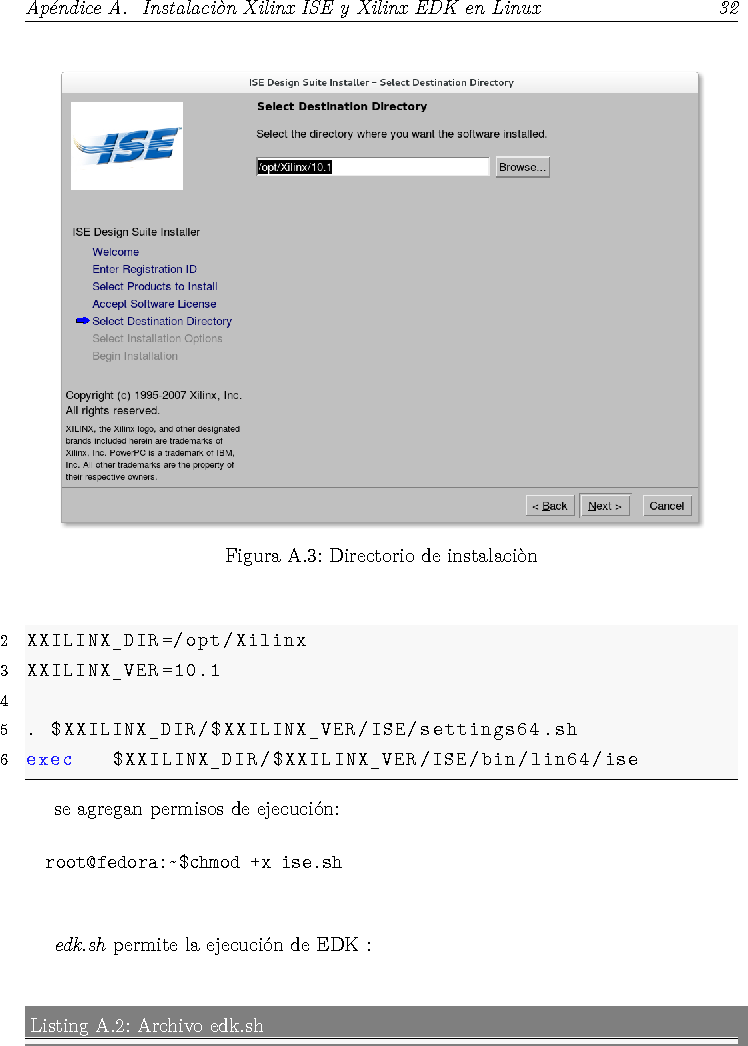 Apéndice A. Instalaciòn Xilinx ISE y Xilinx EDK en Linux 32
ISE Design Suite Installer - Select Destination Directory
ISE
Select Destination Directory
Select the directory where you want the software installed.
/opt/Xilinx/10.1 Browse...
ISE Design Suite Installer
Welcome
Enter Registration ID
Select Products to Install
Accept Software License
Select Destination Directory
Select Installation Options
Begin Installation
Copyright (c) 1995-2007 Xilinx, Inc.
All rights reserved.
XILINX, the Xilinx logo, and other designated
brands included herein are trademarks of
Xilinx, Inc. PowerPC is a trademark of IBM,
Inc. All other trademarks are the property of
their respective owners.
< Back Next > Cancel
Figura A.3: Directorio de instalaciòn
2 XXILINX_DIR=/opt/Xilinx
3 XXILINX_VER=10.1
4
5 . $XXILINX_DIR/$XXILINX_VER/ISE/settings64.sh
6 exec $XXILINX_DIR/$XXILINX_VER/ISE/bin/lin64/ise
se agregan permisos de ejecución:
root@fedora:~$chmod +x ise.sh
edk.sh permite la ejecución de EDK :
Listing A.2: Archivo edk.sh